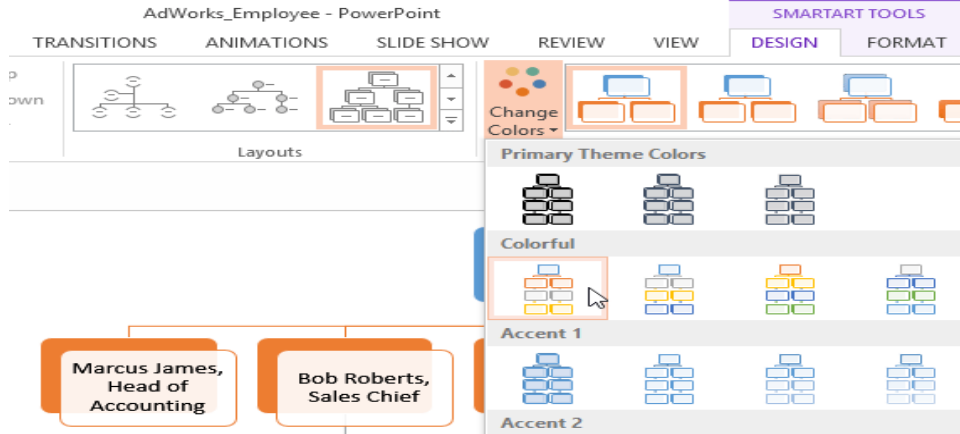 AdWorks_Employee - PowerPoint
SMARTART TOOLS
TRANSITIONS ANIMATIONS SLIDE SHOW REVIEW VIEW DESIGN FORMAT
own
Change
Colors
Layouts
Primary Theme Colors
Colorful
Accent 1
Accent 2
Marcus James,
Head of
Accounting
Bob Roberts,
Sales Chief